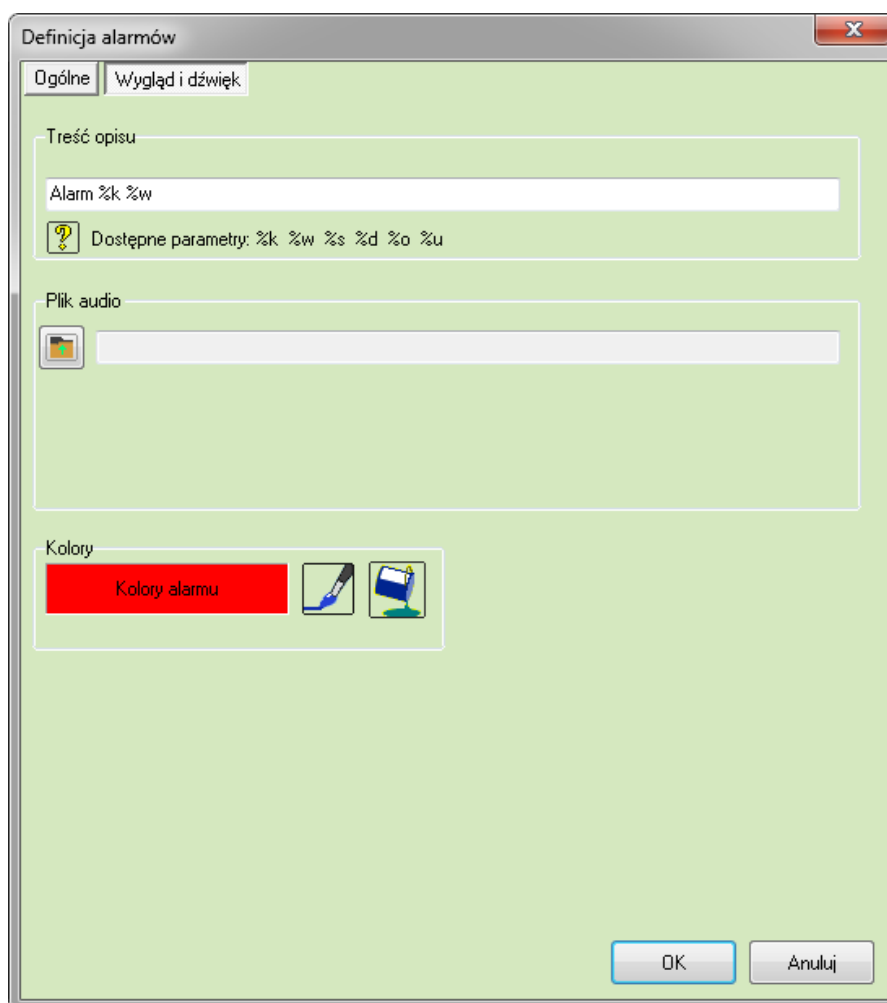 Definicja alarmów
Ogólne Wygląd i dźwięk
Treść opisu
Alarm %k %w
Dostępne parametry: %k %w %s %d %o %u
Plik audio
Kolory
Kolory alarmu
OK Anuluj